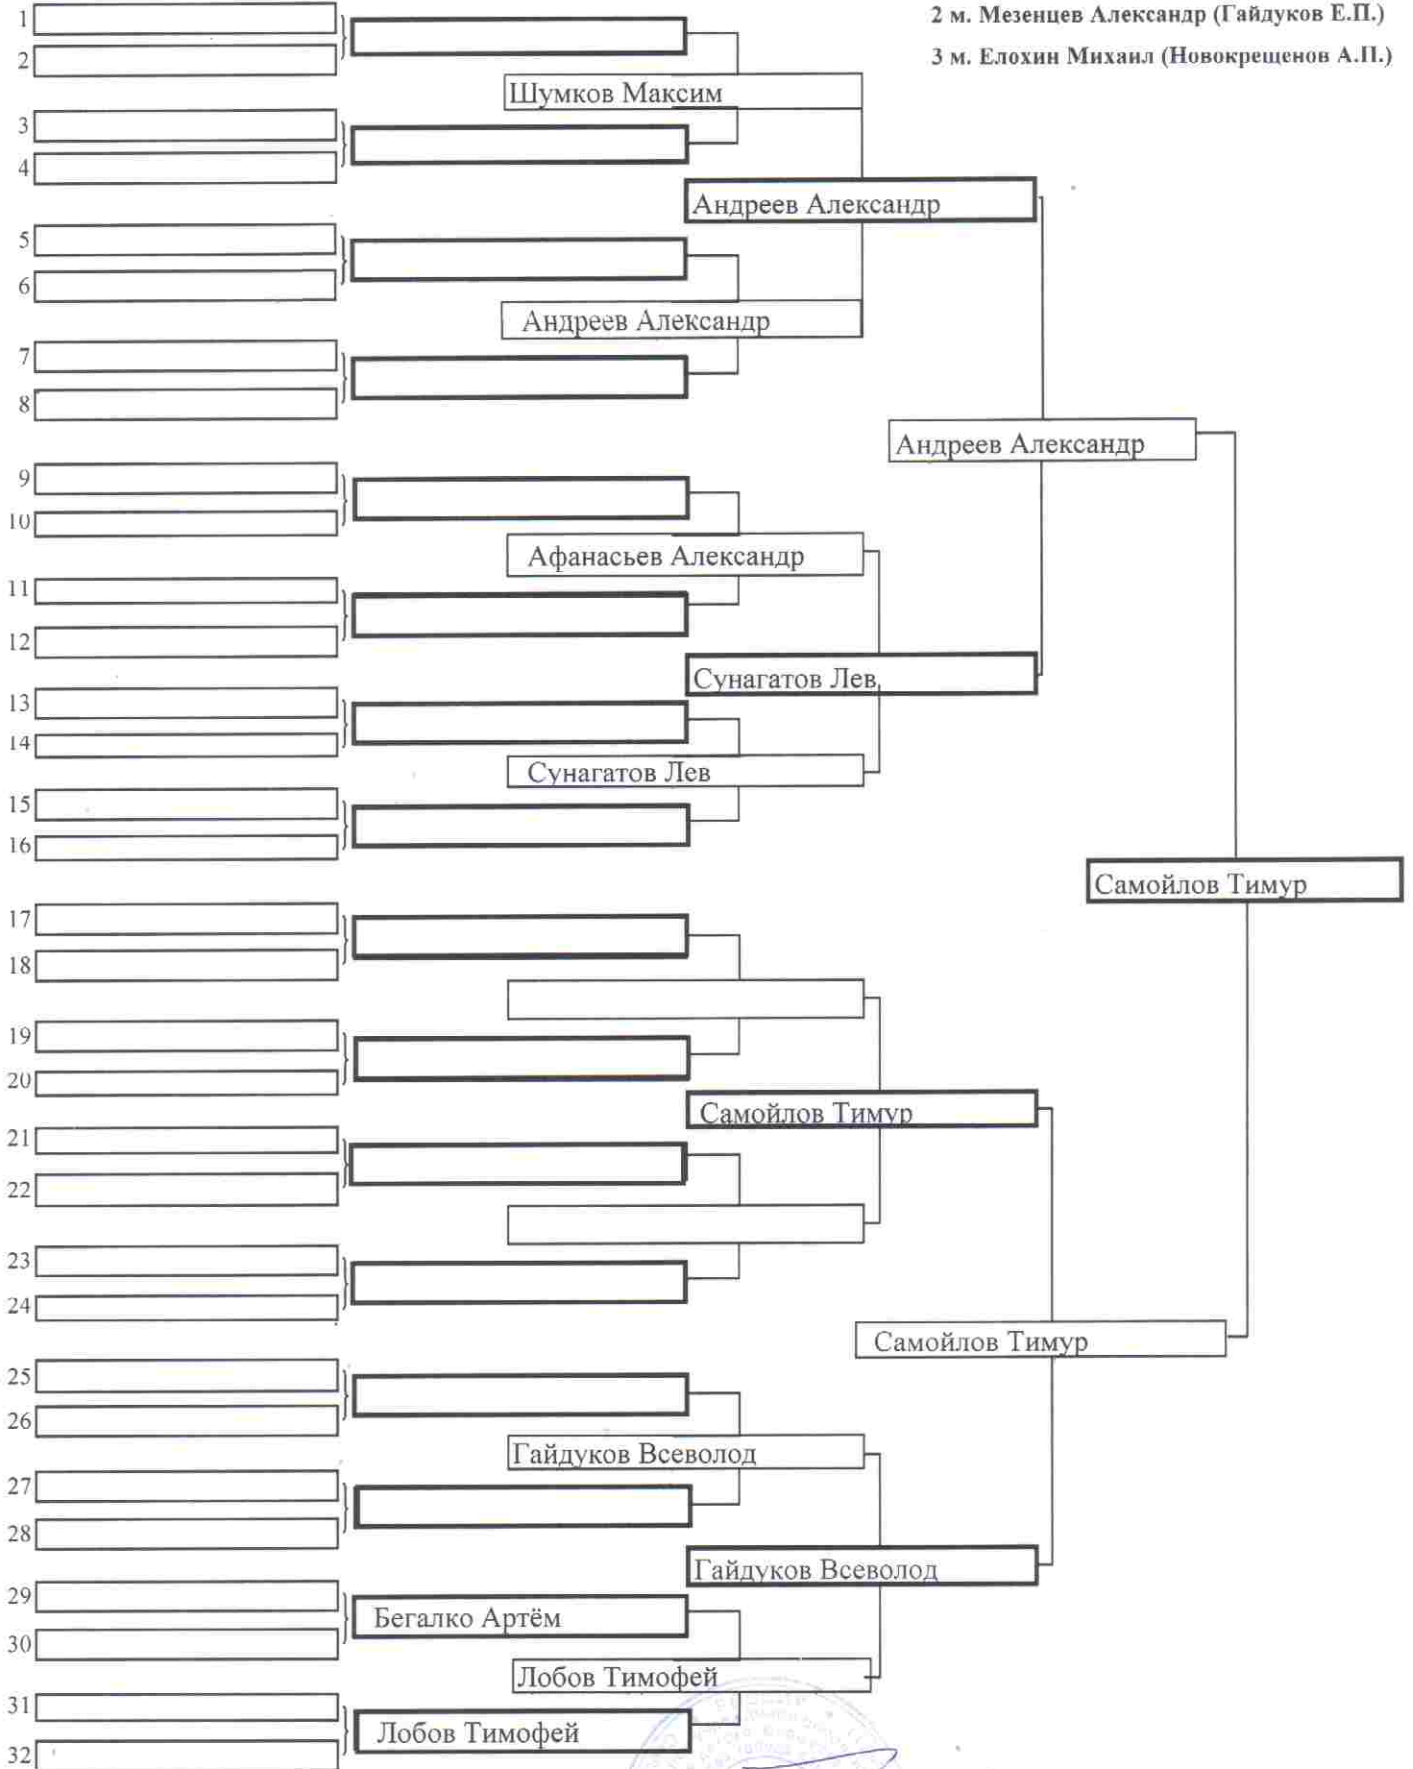 2 м. Мезенцев Александр (Гайдуков Е.П.)
3 м. Елохин Михаил (Новокрещенов А.П.)
1
2
Шумков Максим
3
4
Андреев Александр
5
6
Андреев Александр
7
8
Андреев Александр
9
10
Афанасьев Александр
11
12
Сунагатов Лев
13
14
Сунагатов Лев
15
16
Самойлов Тимур
17
18
19
20
Самойлов Тимур
21
22
23
24
Самойлов Тимур
25
26
Гайдуков Всеволод
27
28
Гайдуков Всеволод
29
Бегалко Артём
30
Лобов Тимофей
31
Лобов Тимофей
32